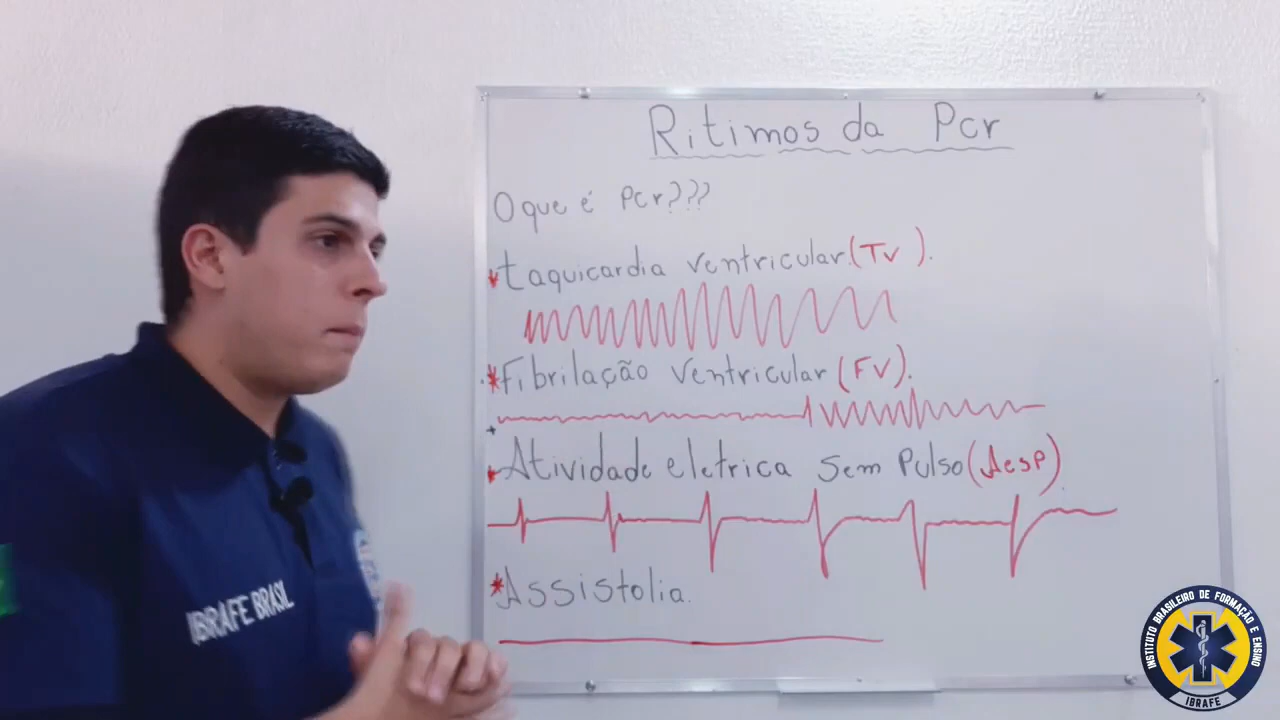 Ritimos da Pcr
Oque é Pcr???
*taquicardia ventricular.(Tv ).
*Fibrilação ventricular (FV).
*Atividade eletrica Sem Pulso(Aesp)
*Assistolia.
IBRAFE BRASIL
INSTITUTO BRASILEIRO DE FORMAÇÃO E ENSINO
IBRAFE